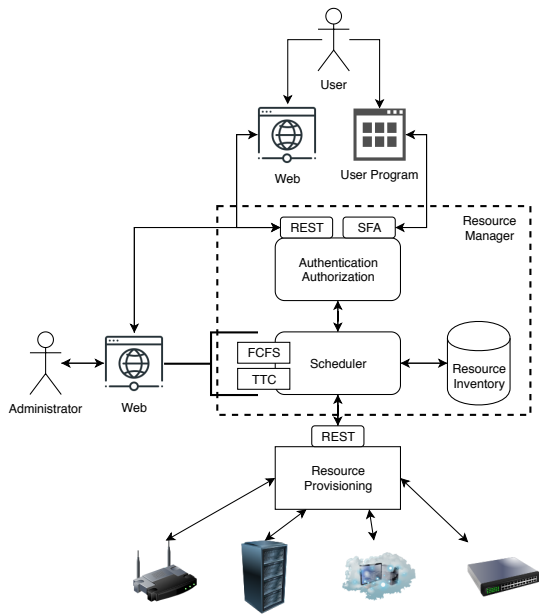 User
Web
User Program
Resource
Manager
REST
SFA
Authentication
Authorization
FCFS
TTC
Scheduler
Resource
Inventory
Administrator
Web
REST
Resource
Provisioning